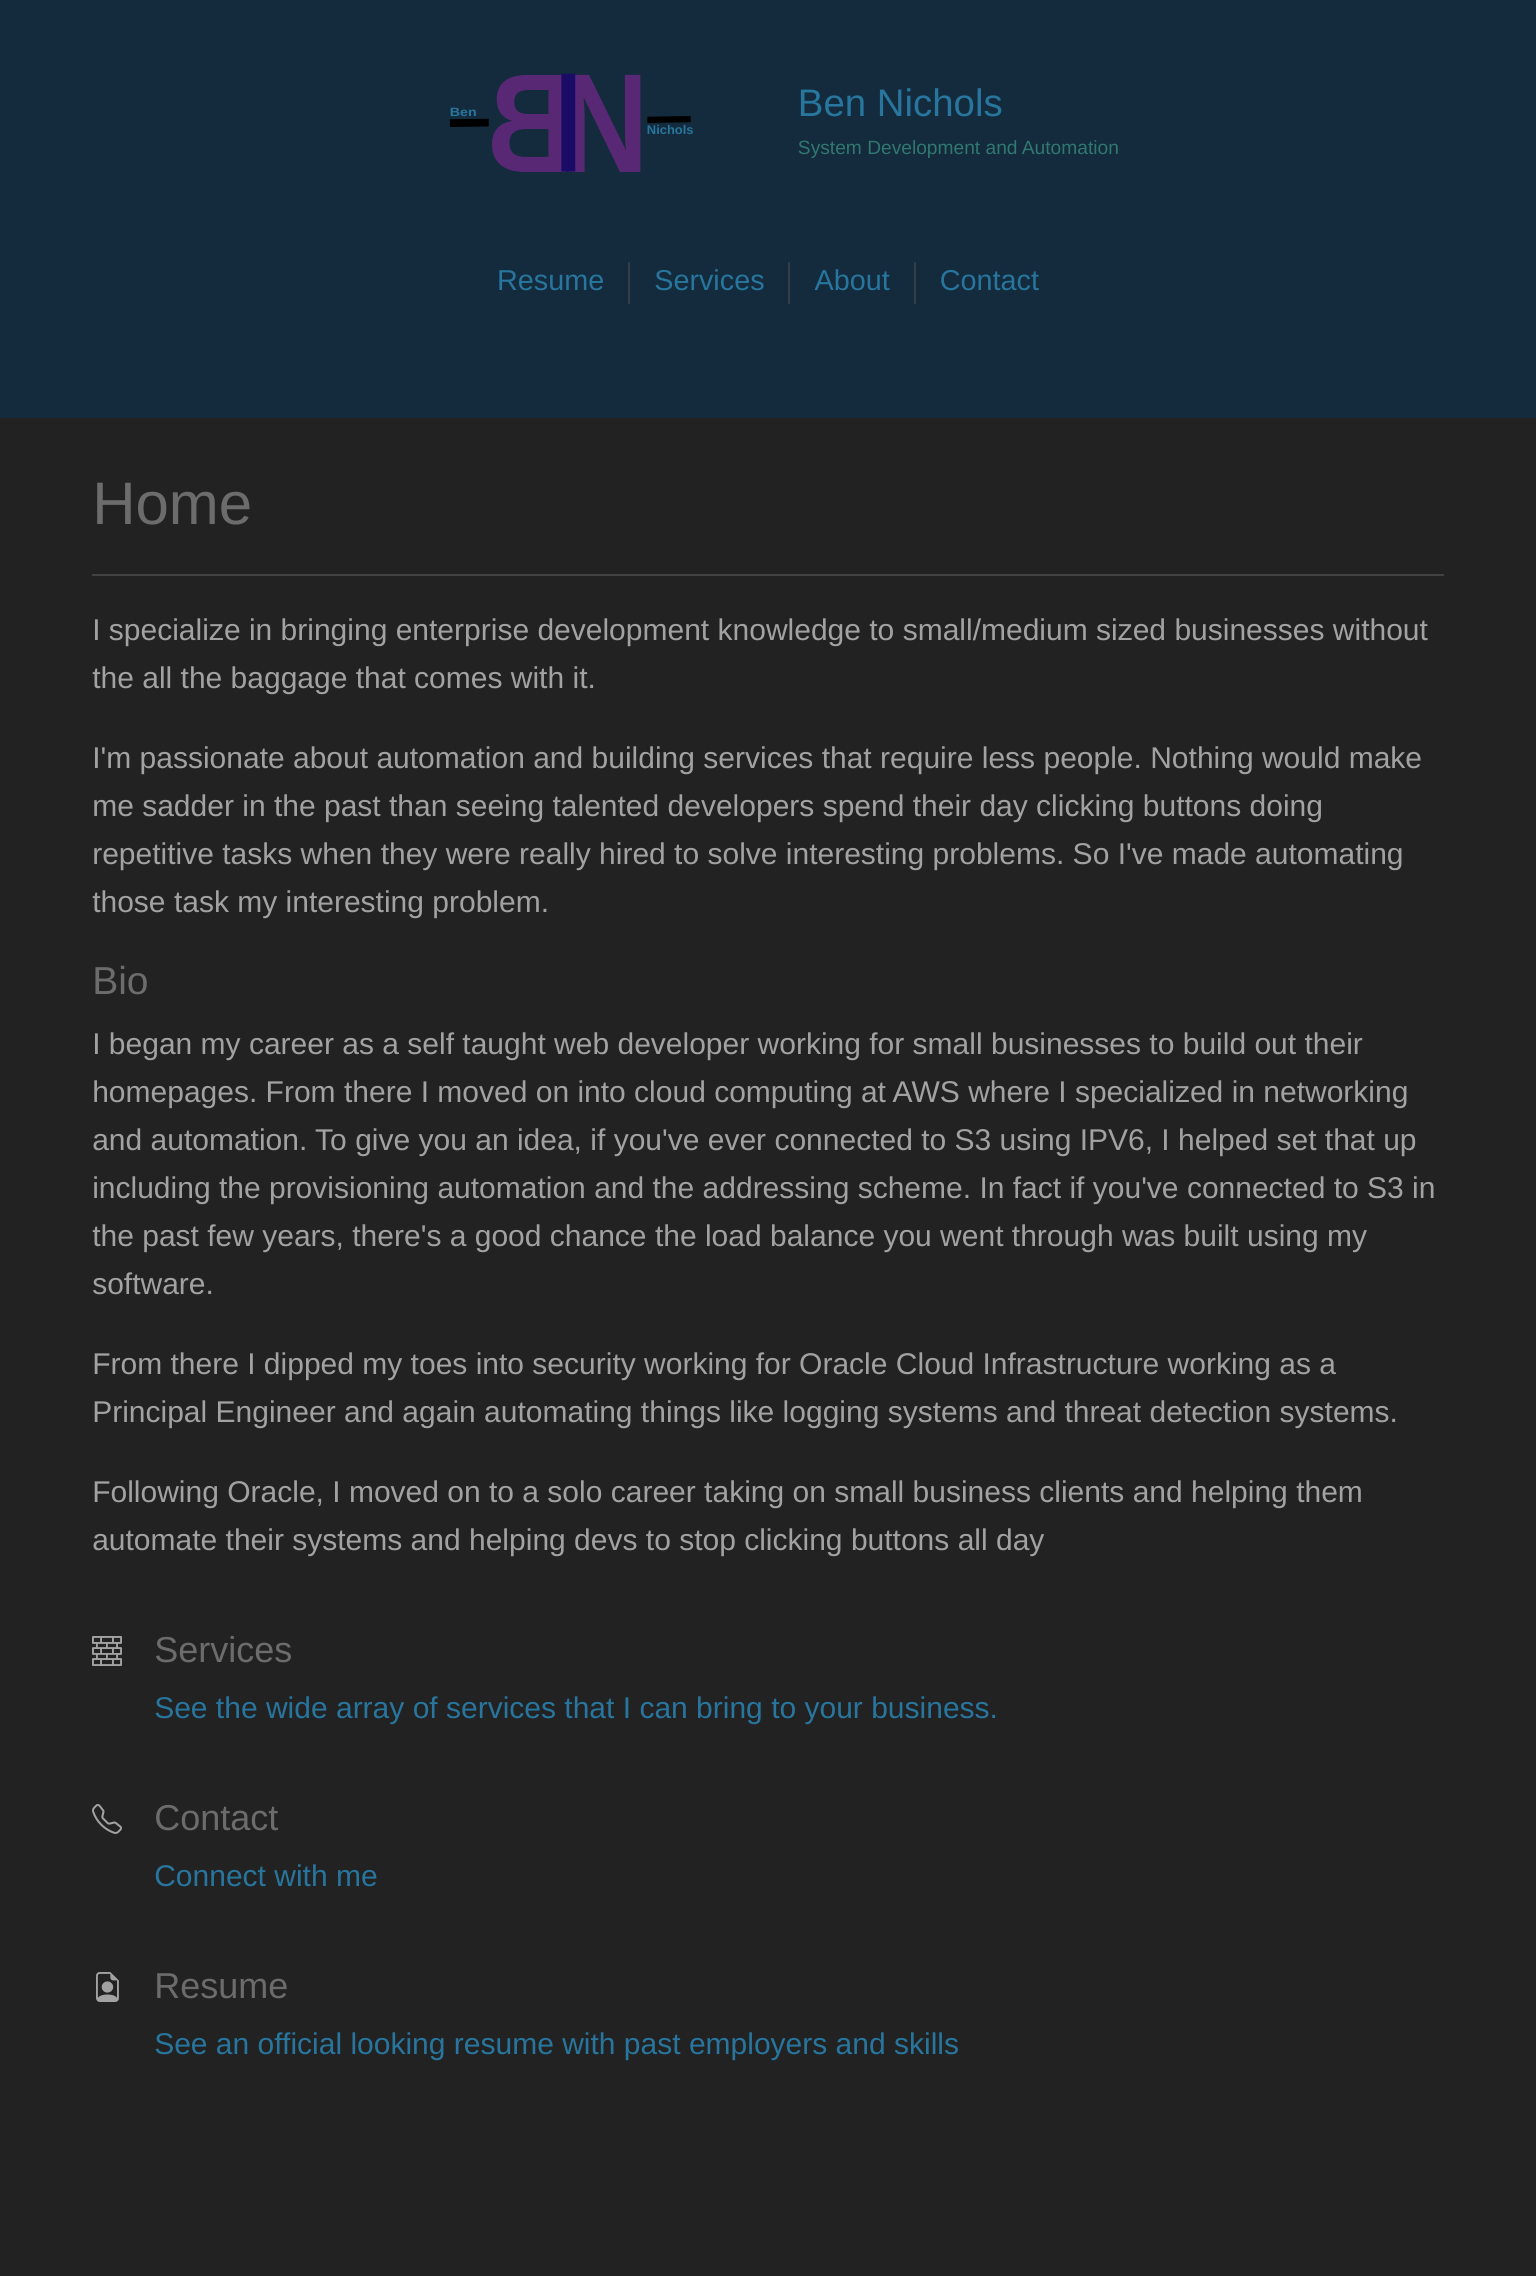 Ben
BN
Nichols
Ben Nichols
System Development and Automation
Resume
Services
About
Contact
Home
I specialize in bringing enterprise development knowledge to small/medium sized businesses without
the all the baggage that comes with it.
I'm passionate about automation and building services that require less people. Nothing would make
me sadder in the past than seeing talented developers spend their day clicking buttons doing
repetitive tasks when they were really hired to solve interesting problems. So I've made automating
those task my interesting problem.
Bio
I began my career as a self taught web developer working for small businesses to build out their
homepages. From there I moved on into cloud computing at AWS where I specialized in networking
and automation. To give you an idea, if you've ever connected to S3 using IPV6, I helped set that up
including the provisioning automation and the addressing scheme. In fact if you've connected to S3 in
the past few years, there's a good chance the load balance you went through was built using my
software.
From there I dipped my toes into security working for Oracle Cloud Infrastructure working as a
Principal Engineer and again automating things like logging systems and threat detection systems.
Following Oracle, I moved on to a solo career taking on small business clients and helping them
automate their systems and helping devs to stop clicking buttons all day
Services
See the wide array of services that I can bring to your business.
Contact
Connect with me
Resume
See an official looking resume with past employers and skills